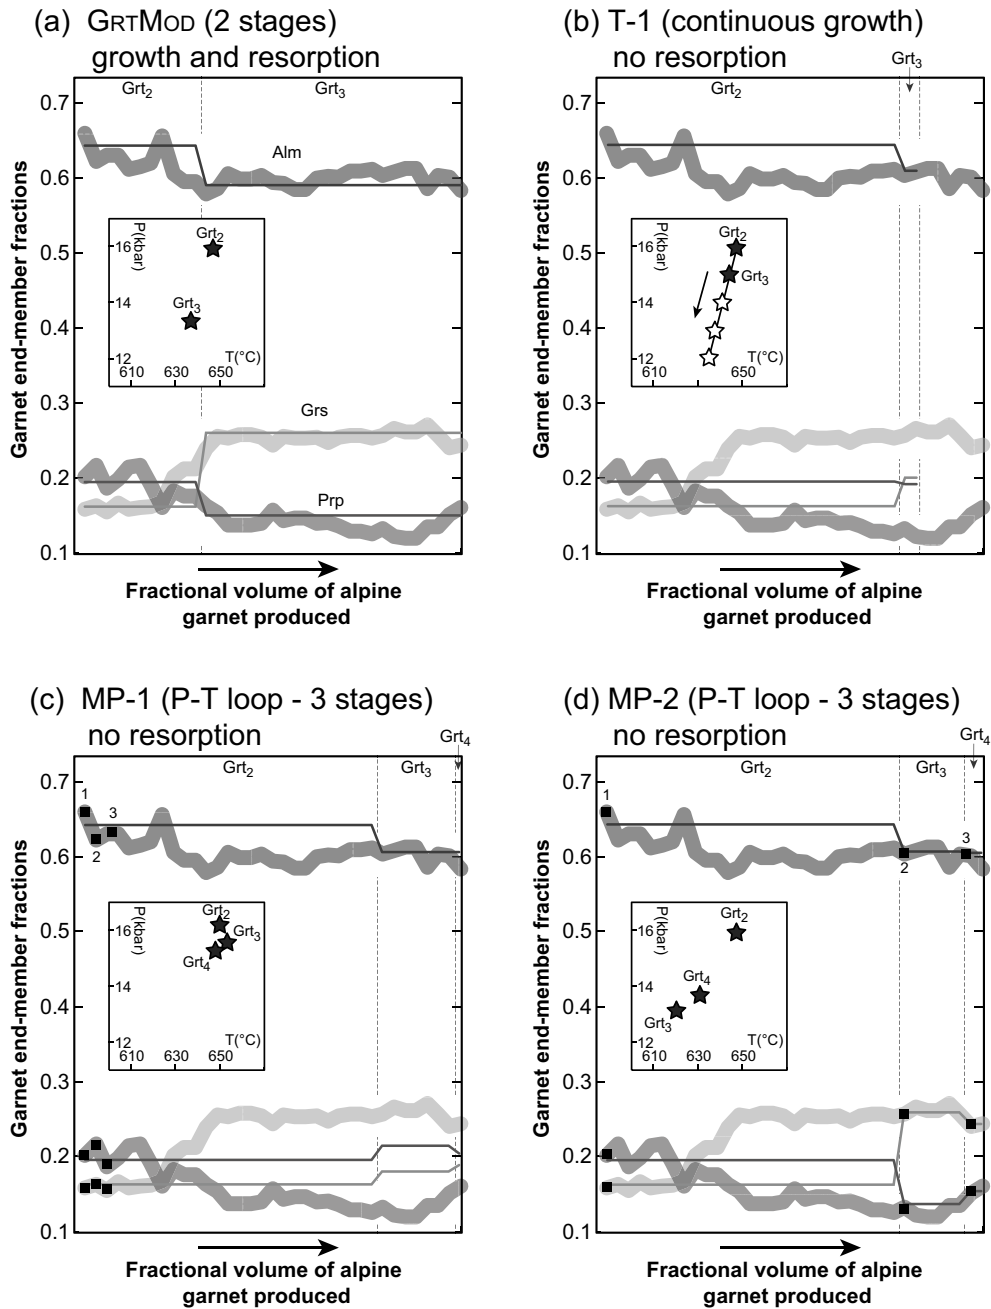 (a) GRTMOD (2 stages)
growth and resorption
Grt2
Grt3
0.7
0.6
0.5
0.4
0.3
0.2
0.1
Garnet end-member fractions
Alm
Grs
Prp
P(kbar)
16
14
12
Grt2
Grt3
T(°C)
610
630
650
Fractional volume of alpine
garnet produced
(b) T-1 (continuous growth)
no resorption
Grt3
Grt2
0.7
0.6
0.5
0.4
0.3
0.2
0.1
Garnet end-member fractions
P(kbar)
16
14
12
Grt2
Grt3
T(°C)
610
650
Fractional volume of alpine
garnet produced
(c) MP-1 (P-T loop - 3 stages)
no resorption
Grt4
Grt2
Grt3
0.7
0.6
0.5
0.4
0.3
0.2
0.1
Garnet end-member fractions
1
2
3
P(kbar)
16
14
12
Grt2
Grt3
Grt4
T(°C)
610
630
650
Fractional volume of alpine
garnet produced
(d) MP-2 (P-T loop - 3 stages)
no resorption
Grt4
Grt2
Grt3
0.7
0.6
0.5
0.4
0.3
0.2
0.1
Garnet end-member fractions
1
2
3
P(kbar)
16
14
12
Grt2
Grt4
Grt3
T(°C)
610
630
650
Fractional volume of alpine
garnet produced